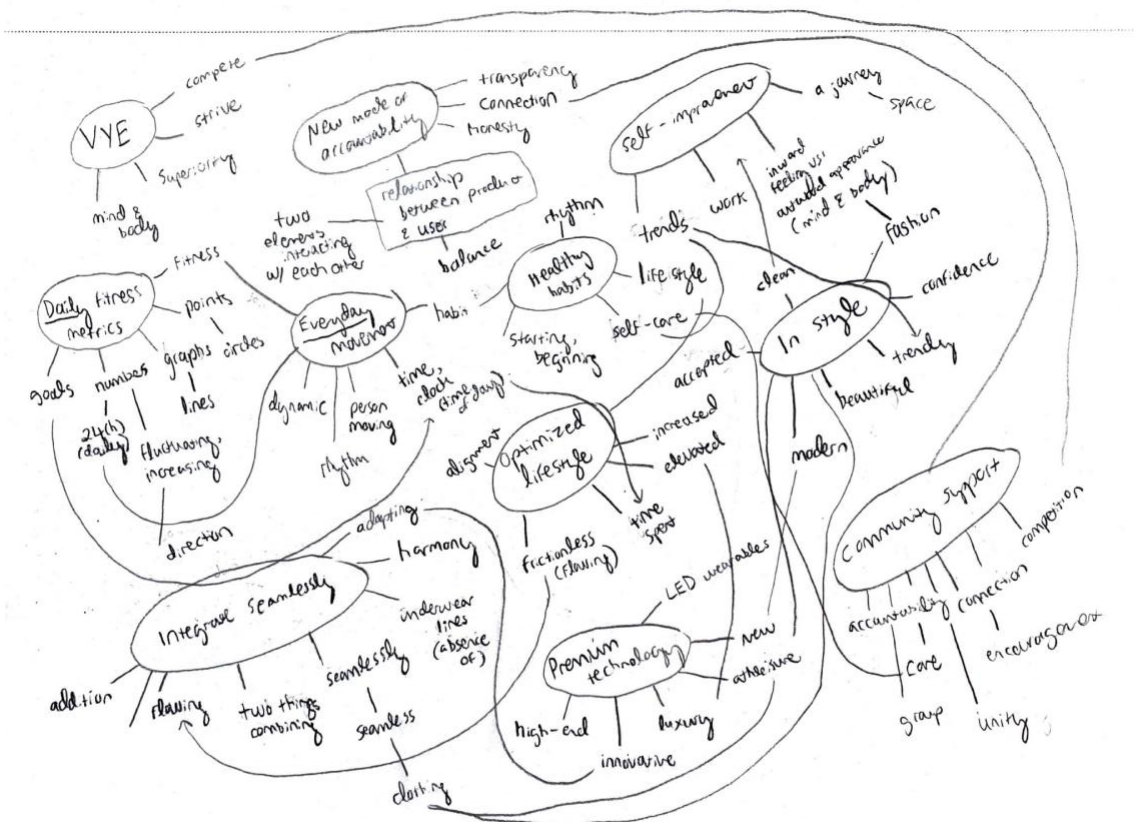 compete
VYE
strive
superiority
mind &
body
New mode of
accountability
transparency
connection
honesty
relationship
between product
& user
two
elements
interacting
w/ each other
balance
self-improvement
a journey
space
work
inward
feeling vs.
outward appearance
(mind & body)
trends
Daily fitness
metrics
Fitness
points
circles
graphs
lines
goals
numbers
24(h)
(daily)
fluctuating,
increasing
direction
Everyday
movement
habit
dynamic
rhythm
person
moving
time,
clock
(time
of day)
Healthy
habits
rhythm
lifestyle
self-care
starting,
beginning
In style
clean
fashion
confidence
trendy
beautiful
modern
accepted
Optimized
lifestyle
alignment
increased
elevated
time
spent
frictionless
(flowing)
Community support
competition
connection
encouragement
accountability
care
group
unity
Integrate seamlessly
adapting
harmony
underwear
lines
(absence
of)
seamlessly
seamless
clothing
two things
combining
flowing
addition
Premium
technology
LED wearables
new
athleisure
luxury
innovative
high-end